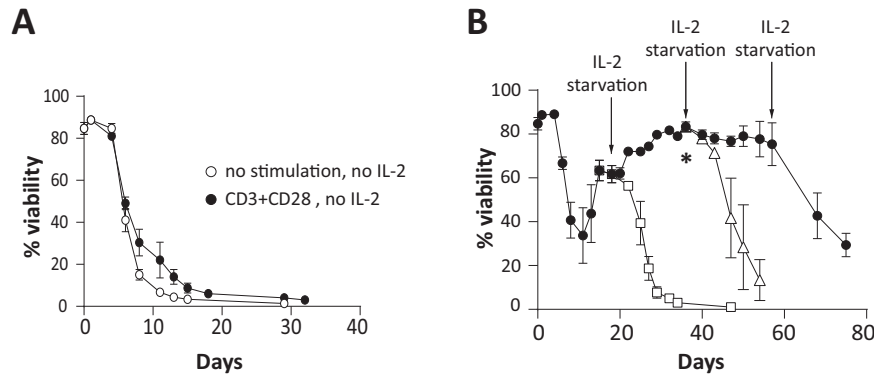 A
B
IL-2
starvation
IL-2
starvation
IL-2
starvation
100
80
60
40
20
0
% viability
no stimulation, no IL-2
CD3+CD28 , no IL-2
0
10
20
30
40
Days
100
80
60
40
20
0
% viability
*
0
20
40
60
80
Days